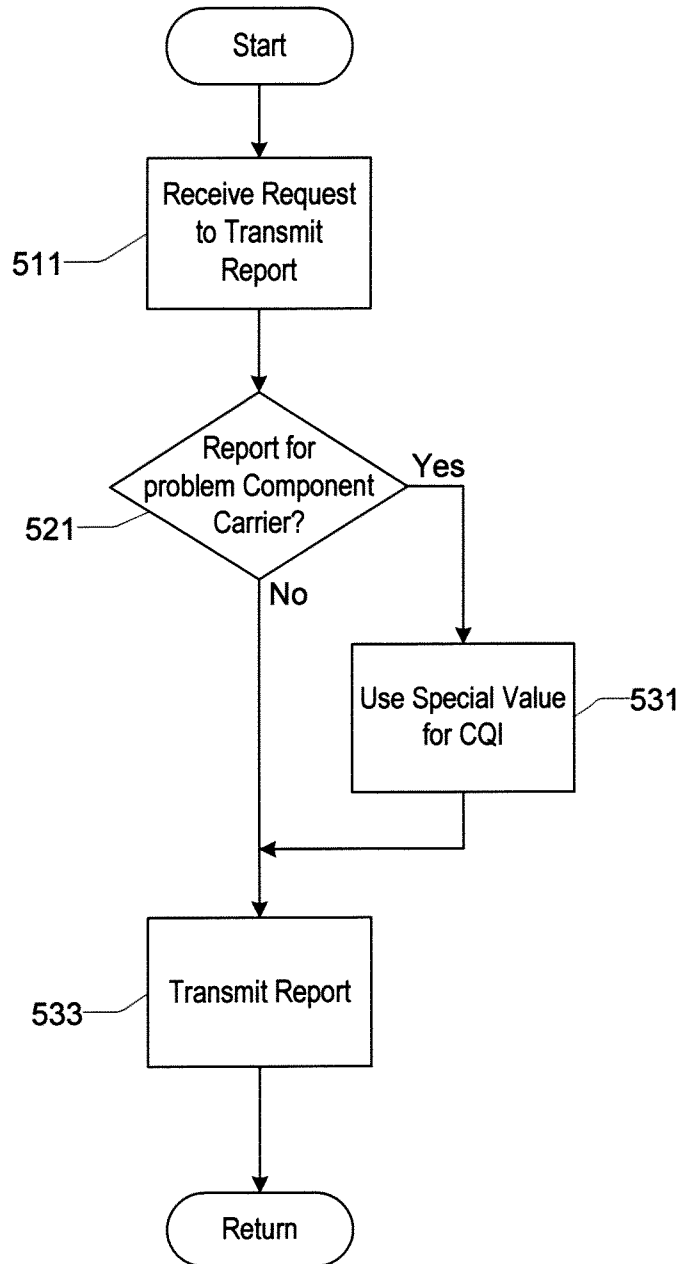 Start
Receive Request
to Transmit
Report
511
Report for
problem Component
Carrier?
521
Yes
No
Use Special Value
for CQI
531
Transmit Report
533
Return